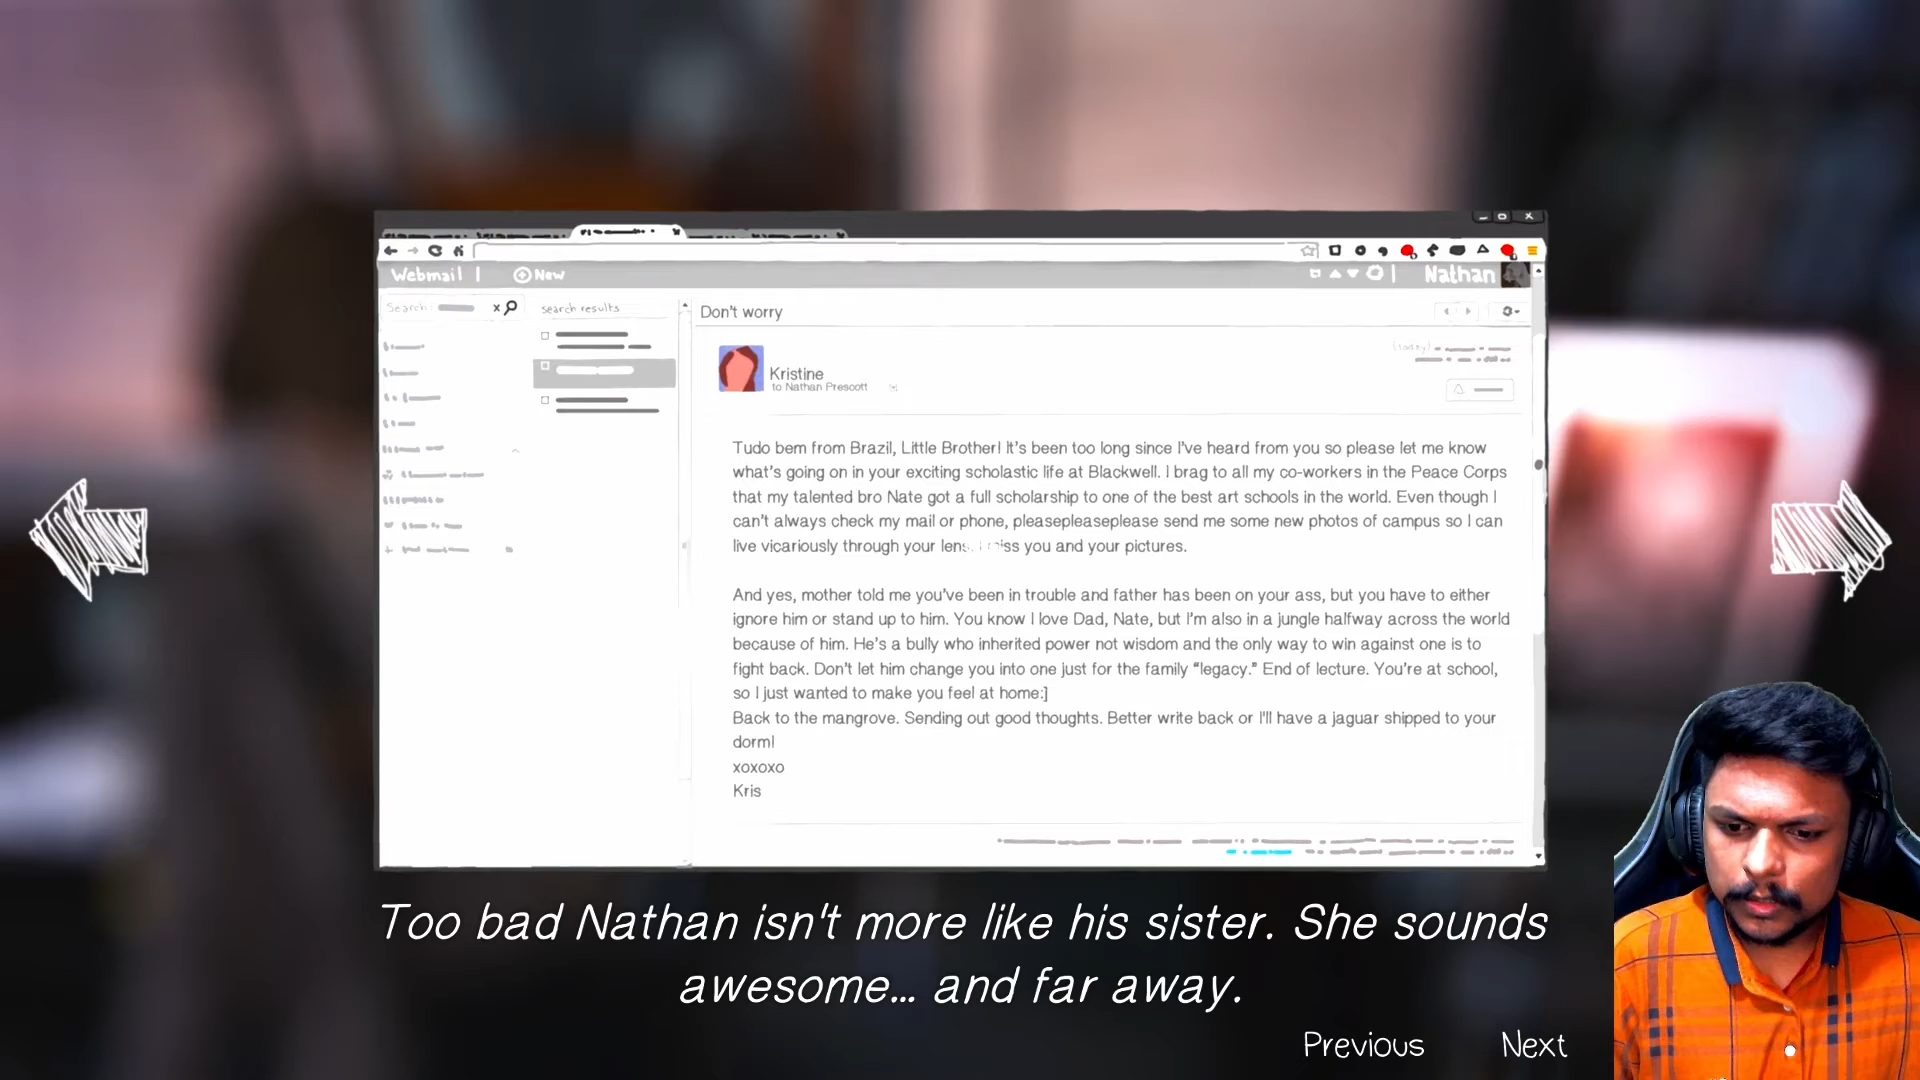 Webmail |
New
Nathan
Search:
x
search results
Don't worry
(today)
Kristine
to Nathan Prescott
Tudo bem from Brazil, Little Brother! It's been too long since I've heard from you so please let me know
what's going on in your exciting scholastic life at Blackwell. I brag to all my co-workers in the Peace Corps
that my talented bro Nate got a full scholarship to one of the best art schools in the world. Even though I
can't always check my mail or phone, pleasepleaseplease send me some new photos of campus so I can
live vicariously through your lens. I miss you and your pictures.
And yes, mother told me you've been in trouble and father has been on your ass, but you have to either
ignore him or stand up to him. You know I love Dad, Nate, but I'm also in a jungle halfway across the world
because of him. He's a bully who inherited power not wisdom and the only way to win against one is to
fight back. Don't let him change you into one just for the family “legacy.” End of lecture. You're at school,
so I just wanted to make you feel at home:]
Back to the mangrove. Sending out good thoughts. Better write back or I'll have a jaguar shipped to your
dorm!
xoxoxo
Kris
Too bad Nathan isn't more like his sister. She sounds
awesome... and far away.
Previous
Next